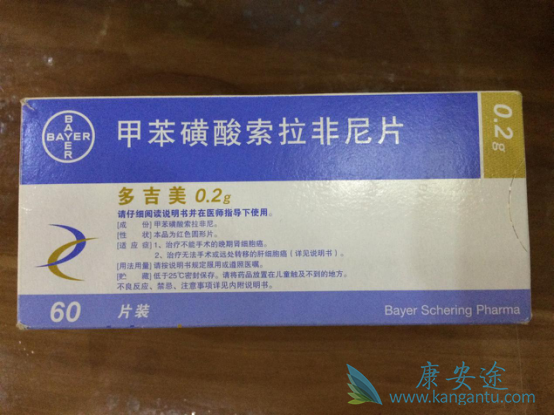 BAYER
BAYER
甲苯磺酸索拉非尼片
0.2g
多吉美 0.2g
请仔细阅读说明书并在医师指导下使用。
[成 份] 甲苯磺酸索拉非尼。
[性 状] 本品为红色圆形片。
[适 应 症] 1、治疗不能手术的晚期肾细胞癌。
2、治疗无法手术或远处转移的肝细胞癌（详见说明书）。
[用法用量] 请按说明书规定服用或遵照医嘱。
[贮 藏] 低于25℃密封保存。请将药品放置在儿童触及不到的地方。
不良反应、禁忌、注意事项详见内附说明书。
60 片装
Bayer Schering Pharma
康安途
www.kangantu.com